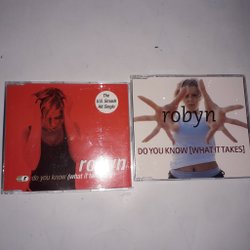 The
U.S. Smash
Hit Single!
robyn
do you know (what it takes)
robyn
DO YOU KNOW [WHAT IT TAKES]